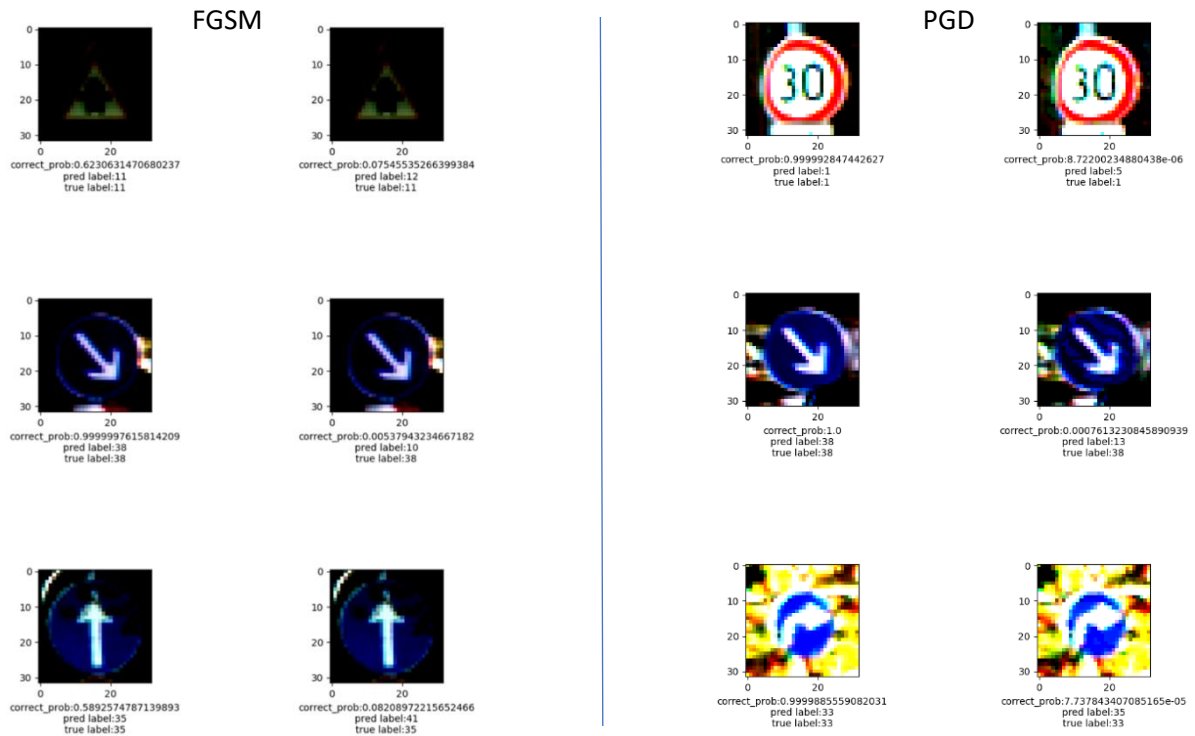 FGSM
PGD
0
10
20
30
0 20
correct_prob:0.6230631470680237
pred label:11
true label:11
0
10
20
30
0 20
correct_prob:0.07545535266399384
pred label:12
true label:11
0
10
20
30
0 20
correct_prob:0.9999997615814209
pred label:38
true label:38
0
10
20
30
0 20
correct_prob:0.00537943234667182
pred label:10
true label:38
0
10
20
30
0 20
correct_prob:0.5892574787139893
pred label:35
true label:35
0
10
20
30
0 20
correct_prob:0.08208972215652466
pred label:41
true label:35
0
10
20
30
30
0 20
correct_prob:0.999992847442627
pred label:1
true label:1
0
10
20
30
30
0 20
correct_prob:8.72200234880438e-06
pred label:5
true label:1
0
10
20
30
0 20
correct_prob:1.0
pred label:38
true label:38
0
10
20
30
0 20
correct_prob:0.0007613230845890939
pred label:13
true label:38
0
10
20
30
0 20
correct_prob:0.9999885559082031
pred label:33
true label:33
0
10
20
30
0 20
correct_prob:7.737843407085165e-05
pred label:35
true label:33